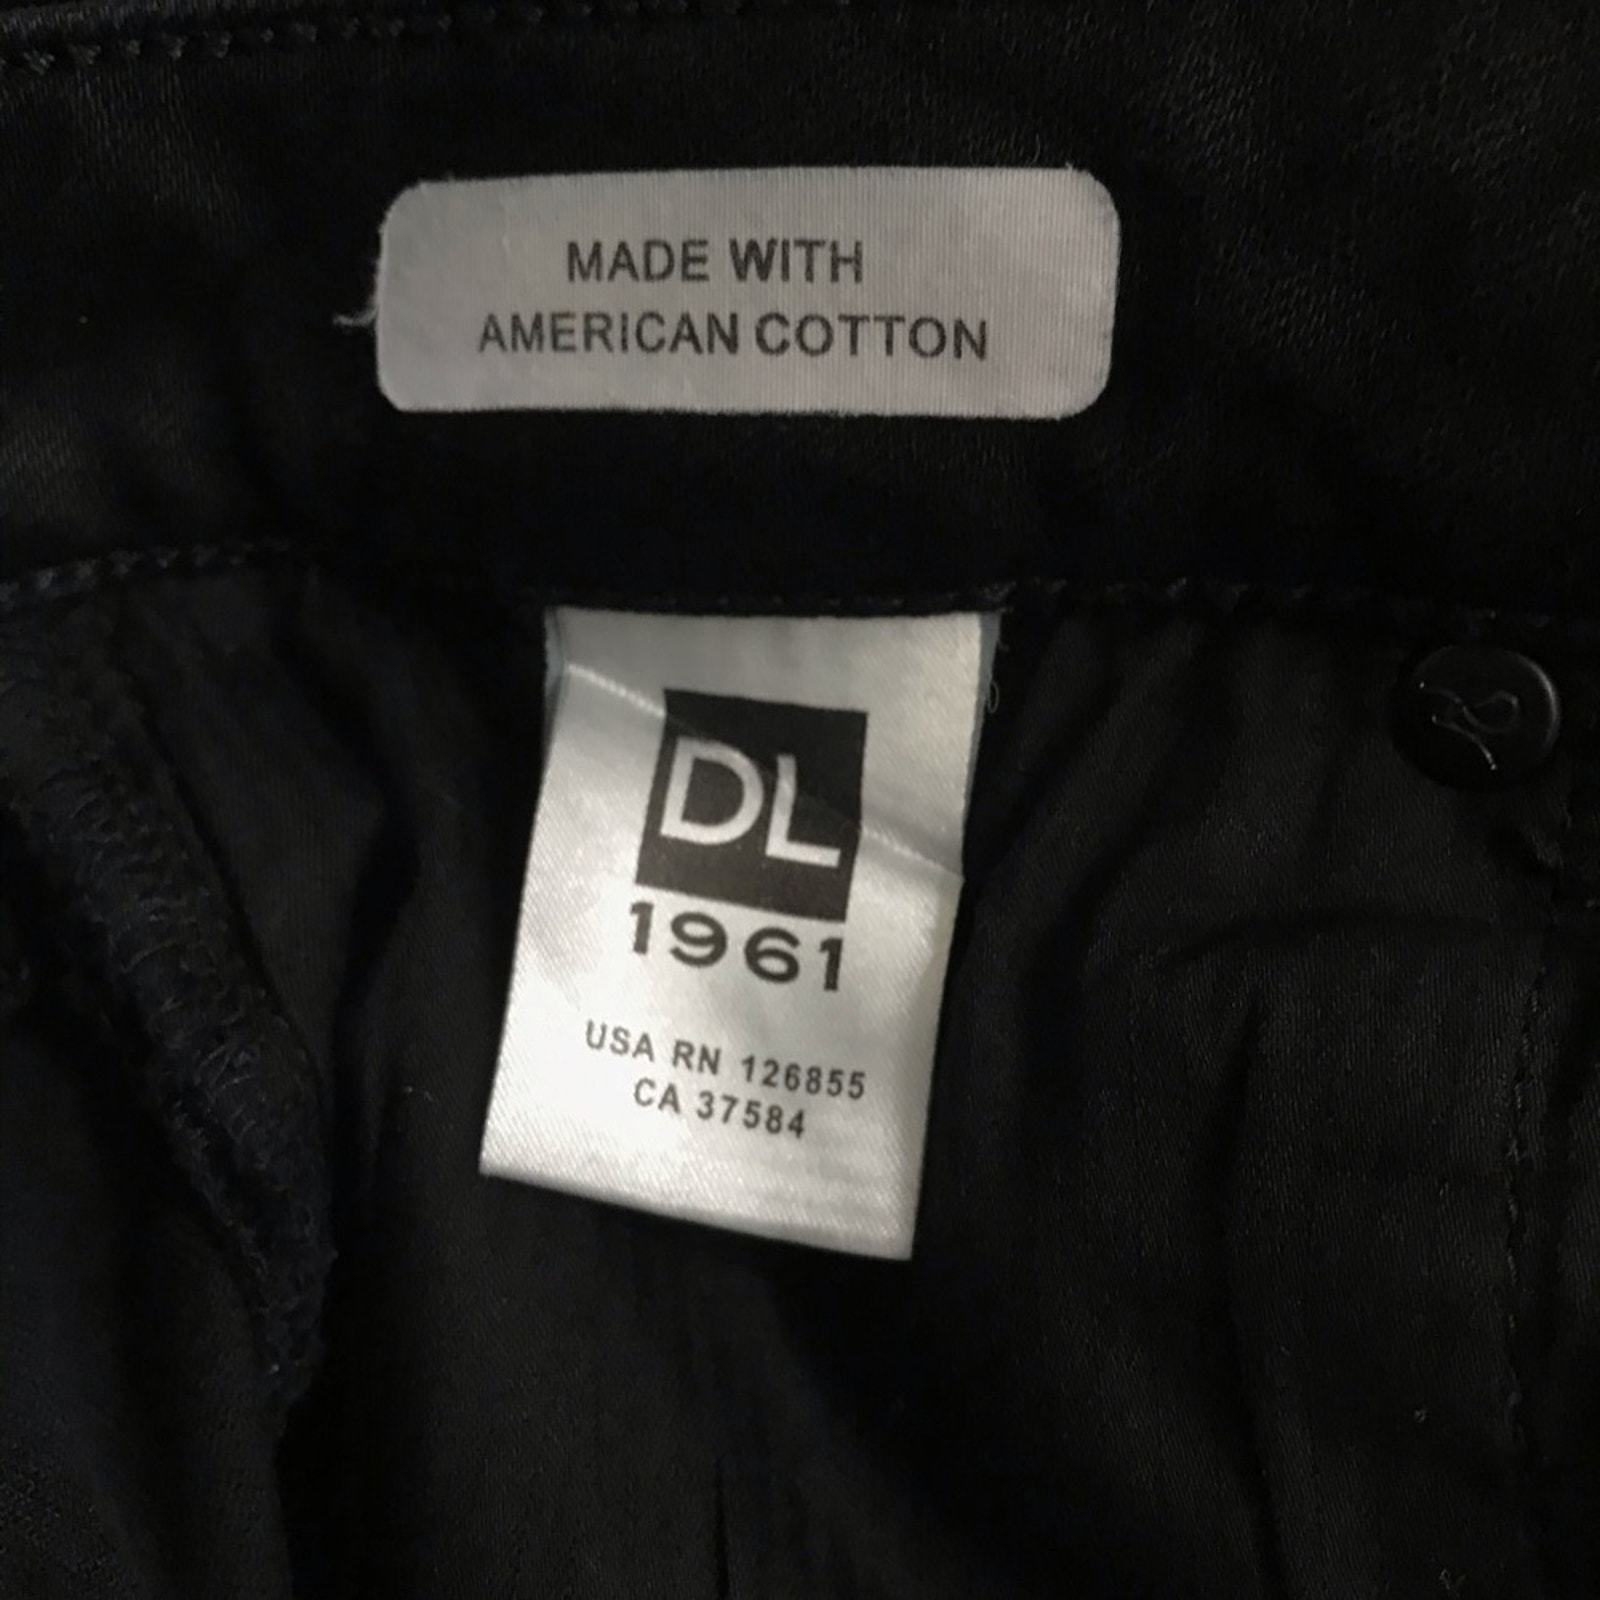 MADE WITH
AMERICAN COTTON
DL
1961
USA RN 126855
CA 37584